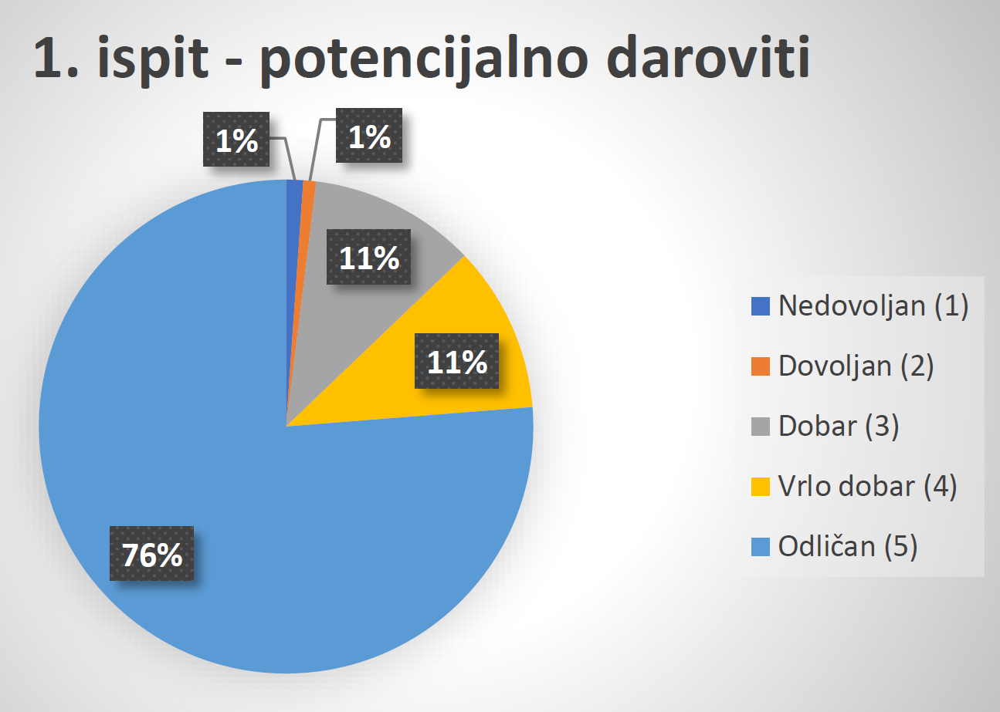 1. ispit - potencijalno daroviti
1%
1%
11%
11%
76%
Nedovoljan (1)
Dovoljan (2)
Dobar (3)
Vrlo dobar (4)
Odličan (5)